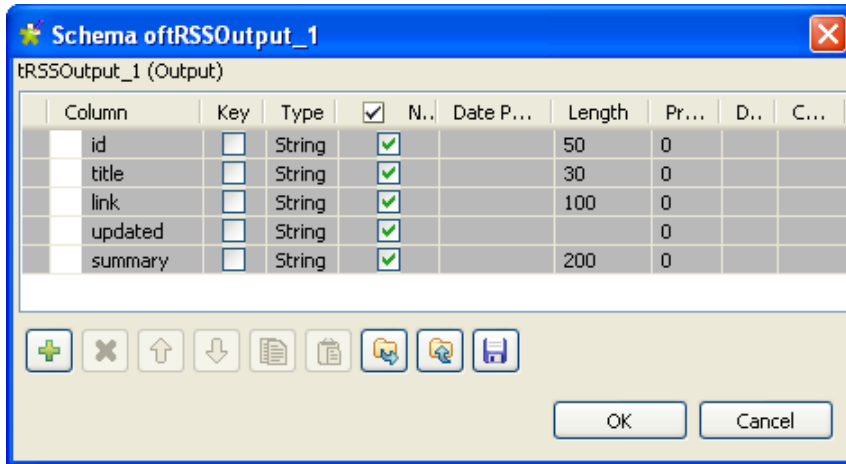 Schema oftRSSOutput_1
tRSSOutput_1 (Output)
Column Key Type N.. Date P... Length Pr... D.. C...
id String 50 0
title String 30 0
link String 100 0
updated String 0
summary String 200 0
OK Cancel